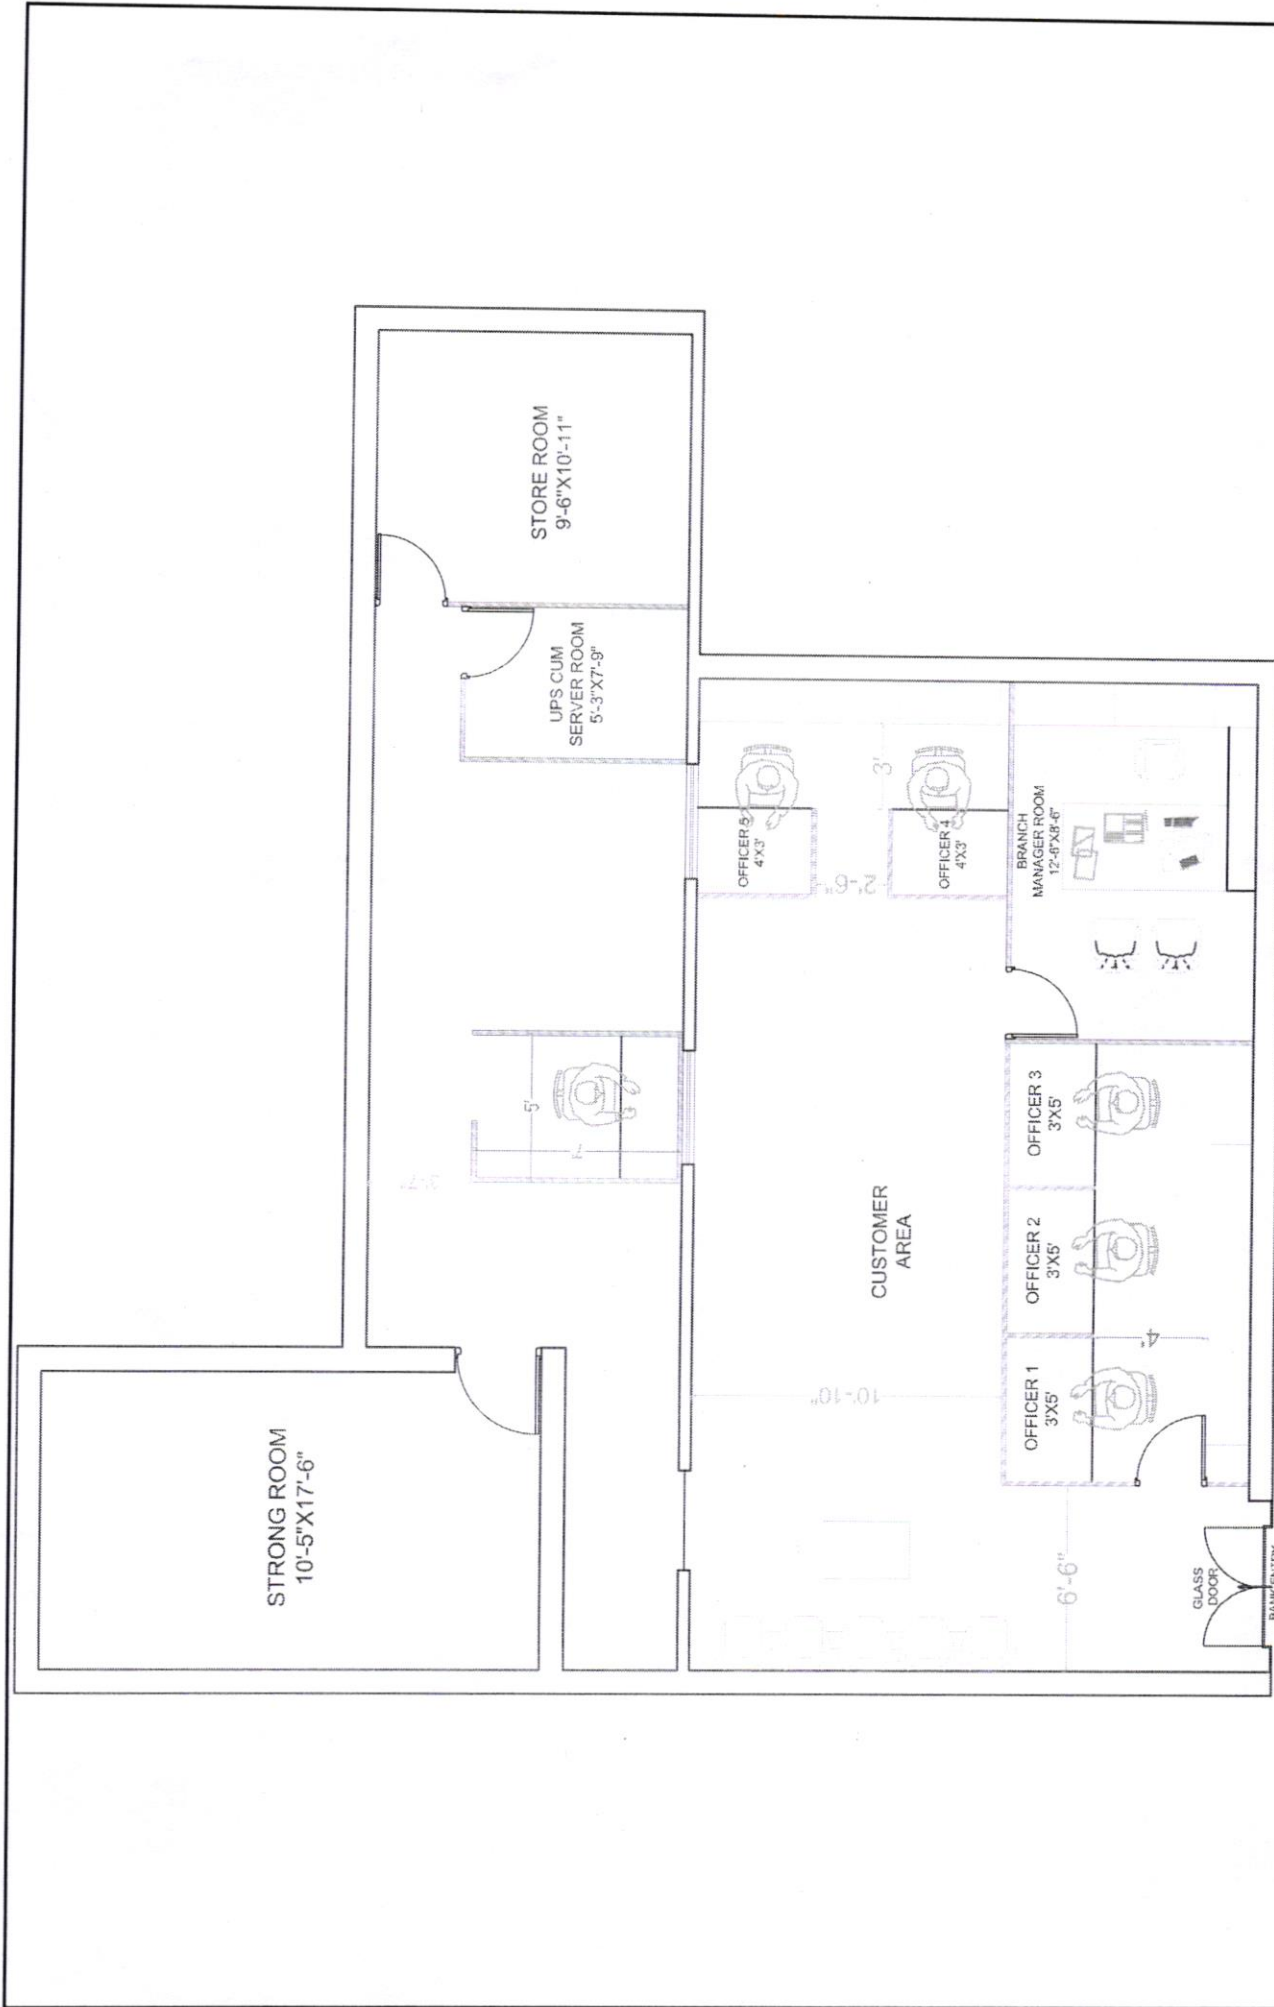 STORE ROOM
9'-6"X10'-11"
UPS CUM
SERVER ROOM
5'-3"X7'-9"
STRONG ROOM
10'-5"X17'-6"
5'
7'
3'-7"
OFFICER 5
4'X3'
3'
2'-6"
OFFICER 4
4'X3'
BRANCH
MANAGER ROOM
12'-6"X8'-6"
CUSTOMER
AREA
10'-10"
OFFICER 3
3'X5'
OFFICER 2
3'X5'
OFFICER 1
3'X5'
4'
6'-6"
GLASS
DOOR